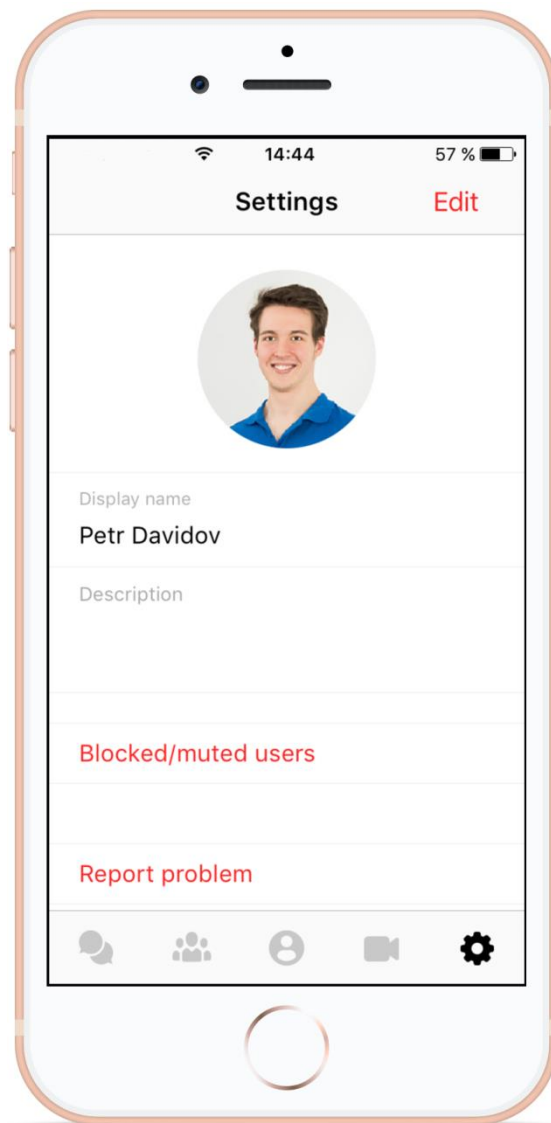 14:44
57 %
Settings
Edit
Display name
Petr Davidov
Description
Blocked/muted users
Report problem